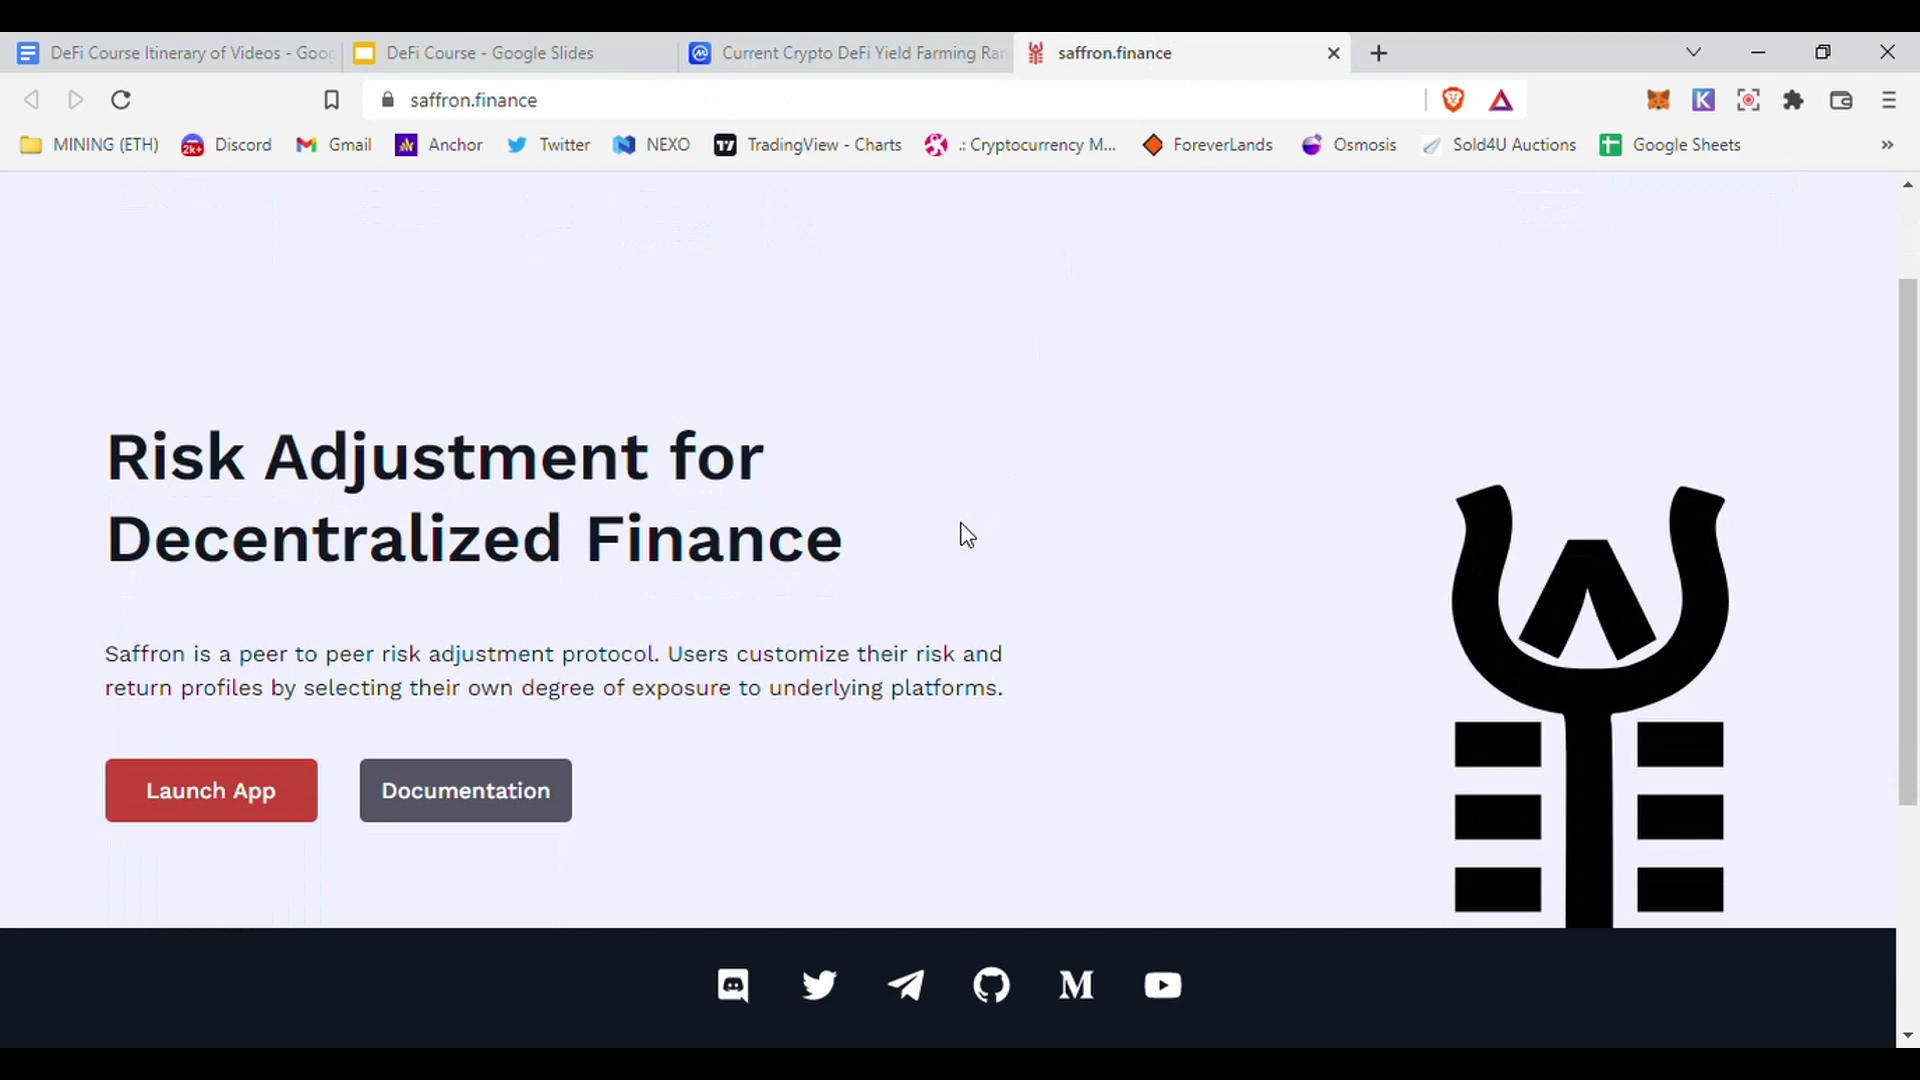 DeFi Course Itinerary of Videos - Goog
DeFi Course - Google Slides
Current Crypto DeFi Yield Farming Ran
saffron.finance
saffron.finance
MINING (ETH)
2k+
Discord
Gmail
Anchor
Twitter
NEXO
TradingView - Charts
.: Cryptocurrency M...
ForeverLands
Osmosis
Sold4U Auctions
Google Sheets
»
Risk Adjustment for
Decentralized Finance
Saffron is a peer to peer risk adjustment protocol. Users customize their risk and
return profiles by selecting their own degree of exposure to underlying platforms.
Launch App
Documentation